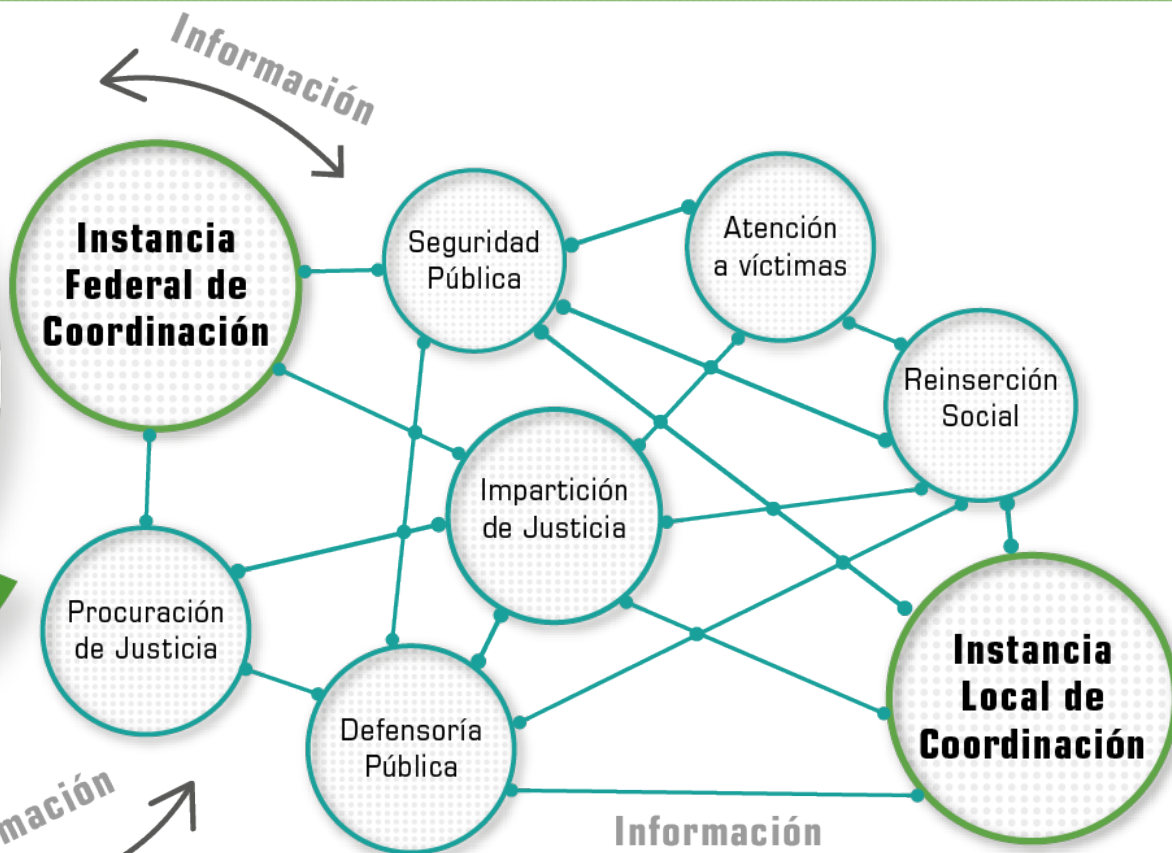 Información
Instancia
Federal de
Coordinación
Seguridad
Pública
Atención
a víctimas
Reinserción
Social
Impartición
de Justicia
Procuración
de Justicia
Defensoría
Pública
Instancia
Local de
Coordinación
mación
Información